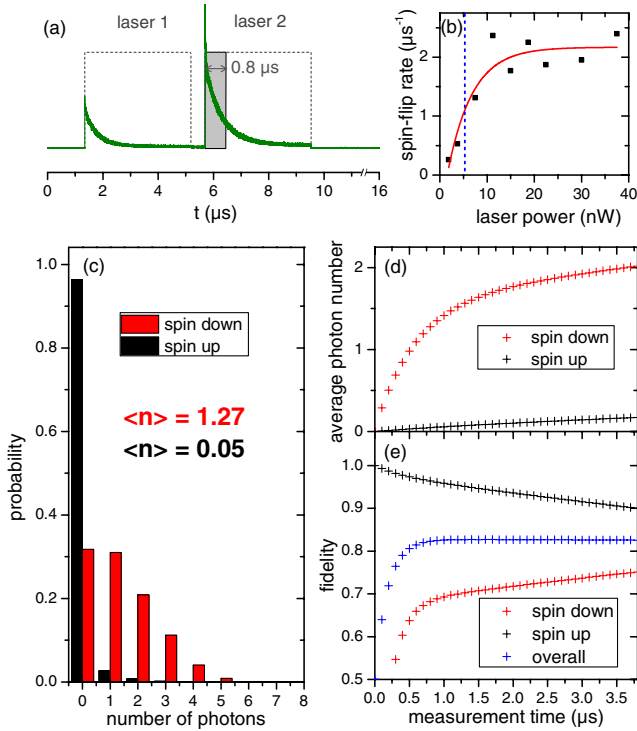 (a)
laser 1
laser 2
0.8 µs
0
2
4
6
8
10
16
t (µs)
(b)
spin-flip rate (µs⁻¹)
2
1
0
0
10
20
30
40
laser power (nW)
(c)
probability
1.0
0.8
0.6
0.4
0.2
0.0
spin down
spin up
<n> = 1.27
<n> = 0.05
0
1
2
3
4
5
6
7
8
number of photons
(d)
average photon number
2
1
0
spin down
spin up
(e)
fidelity
1.0
0.9
0.8
0.7
0.6
0.5
spin down
spin up
overall
0.0
0.5
1.0
1.5
2.0
2.5
3.0
3.5
measurement time (µs)